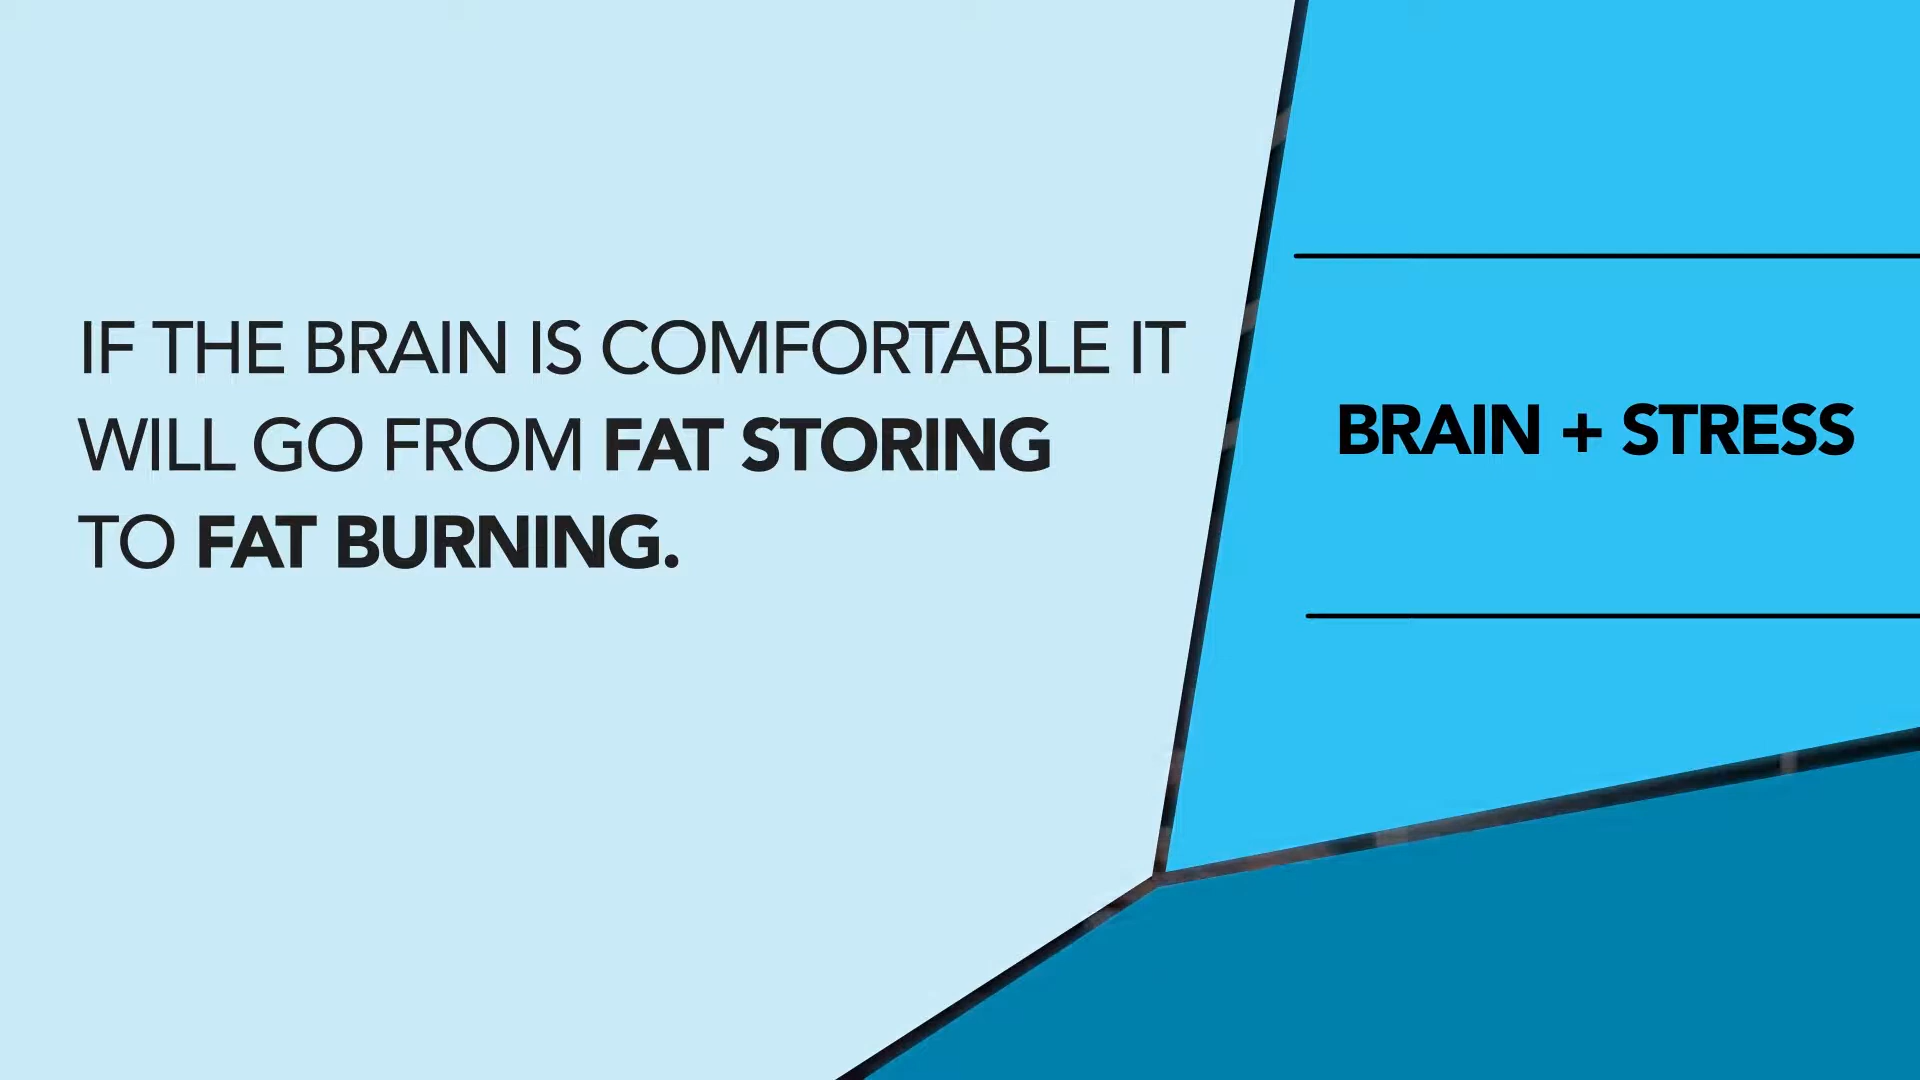 IF THE BRAIN IS COMFORTABLE IT
WILL GO FROM FAT STORING
TO FAT BURNING.
BRAIN + STRESS